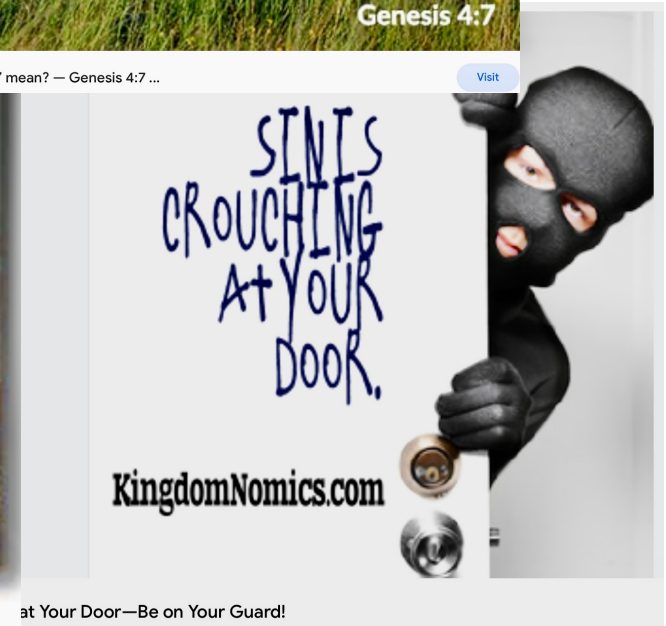 Genesis 4:7
mean? — Genesis 4:7 ...
Visit
SIN IS
CROUCHING
At YOUR
DOOR.
KingdomNomics.com
at Your Door—Be on Your Guard!